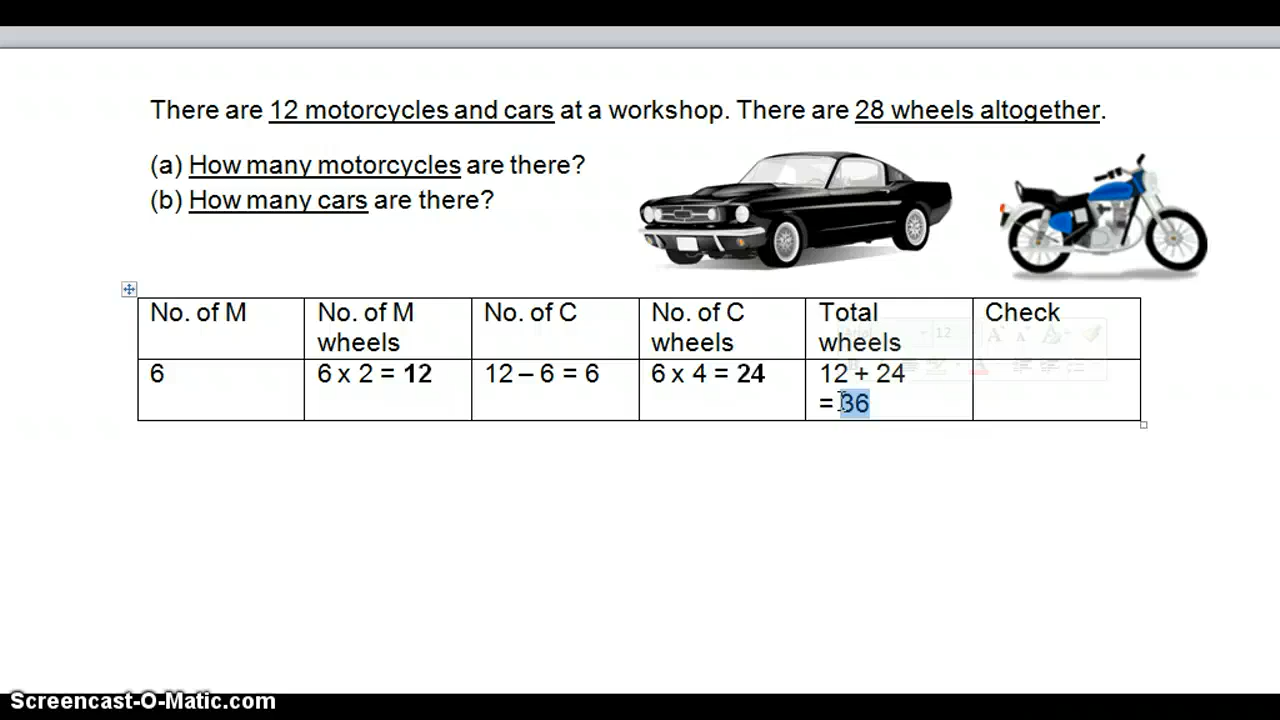 There are 12 motorcycles and cars at a workshop. There are 28 wheels altogether.
(a) How many motorcycles are there?
(b) How many cars are there?
No. of M No. of M wheels No. of C No. of C wheels Total wheels Check
6 6 x 2 = 12 12 – 6 = 6 6 x 4 = 24 12 + 24 = 36
12
Screencast-O-Matic.com